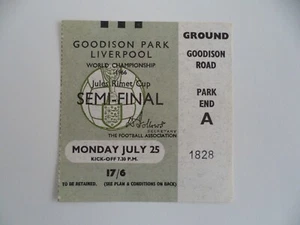 GOODISON PARK
LIVERPOOL
WORLD CHAMPIONSHIP
1966
Jules Rimet Cup
SEMI-FINAL
SECRETARY
THE FOOTBALL ASSOCIATION
MONDAY JULY 25
KICK-OFF 7.30 P.M.
17/6
TO BE RETAINED. (SEE PLAN & CONDITIONS ON BACK)
GROUND
GOODISON
ROAD
PARK
END
A
1828